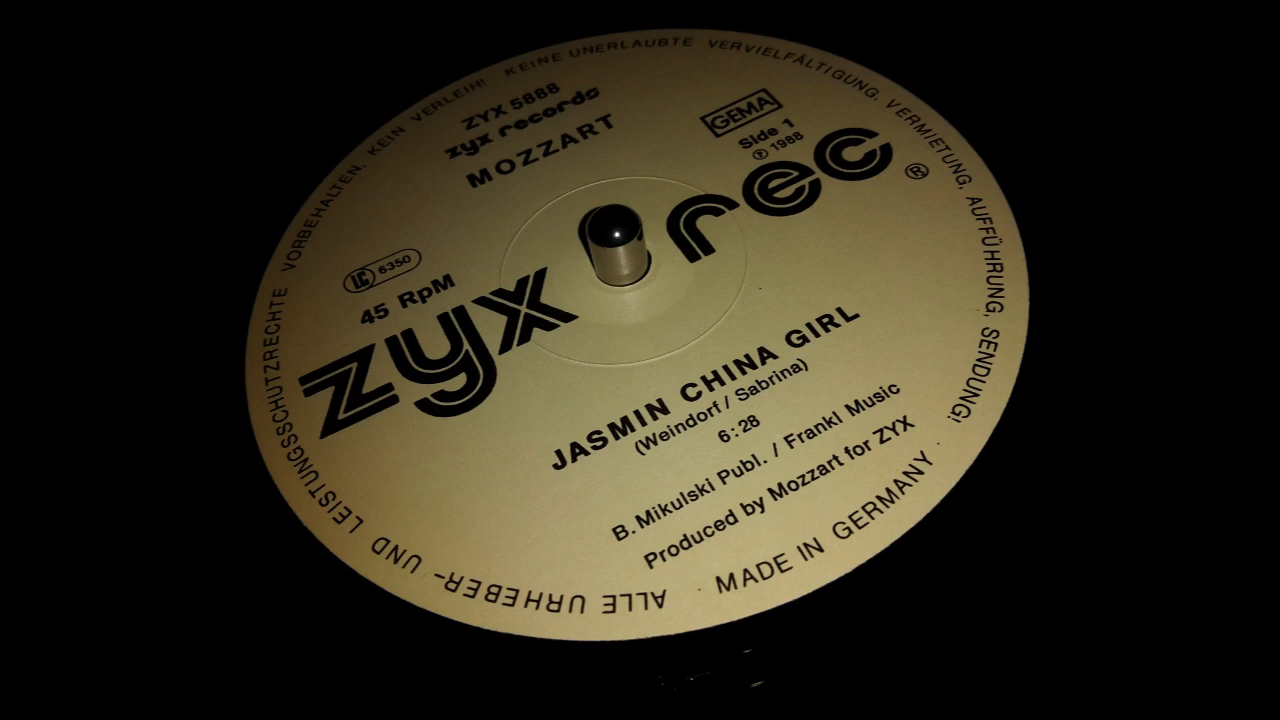 ALLE URHEBER- UND LEISTUNGSSCHUTZRECHTE VORBEHALTEN, KEIN VERLEIH! KEINE UNERLAUBTE VERVIELFÄLTIGUNG, VERMIETUNG, AUFFÜHRUNG, SENDUNG!
ZYX 5888
zyx records
MOZZART
GEMA
Side 1
℗ 1988
LC 6350
45 RpM
zyx rec ®
JASMIN CHINA GIRL
(Weindorf / Sabrina)
6:28
B. Mikulski Publ. / Frankl Music
Produced by Mozzart for ZYX
· MADE IN GERMANY ·